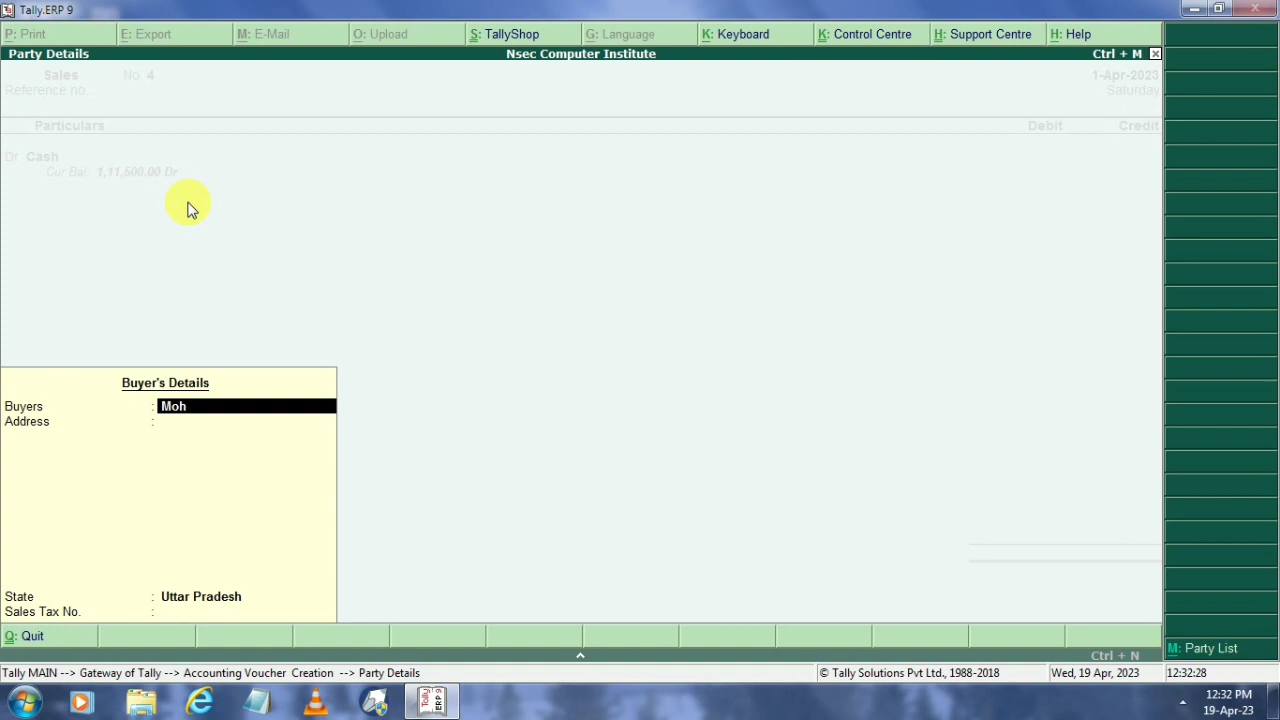 Tally.ERP 9
P: Print E: Export M: E-Mail O: Upload S: TallyShop G: Language K: Keyboard K: Control Centre H: Support Centre H: Help
Party Details Nsec Computer Institute Ctrl + M
Sales No. 4 1-Apr-2023
Reference no.: Saturday
Particulars Debit Credit
Dr Cash
Cur Bal: 1,11,500.00 Dr
Buyer's Details
Buyers : Moh
Address :
State : Uttar Pradesh
Sales Tax No. :
Q: Quit
Ctrl + N
M: Party List
Tally MAIN --> Gateway of Tally --> Accounting Voucher Creation --> Party Details © Tally Solutions Pvt Ltd., 1988-2018 Wed, 19 Apr, 2023 12:32:28
Tally ERP 9
12:32 PM
19-Apr-23